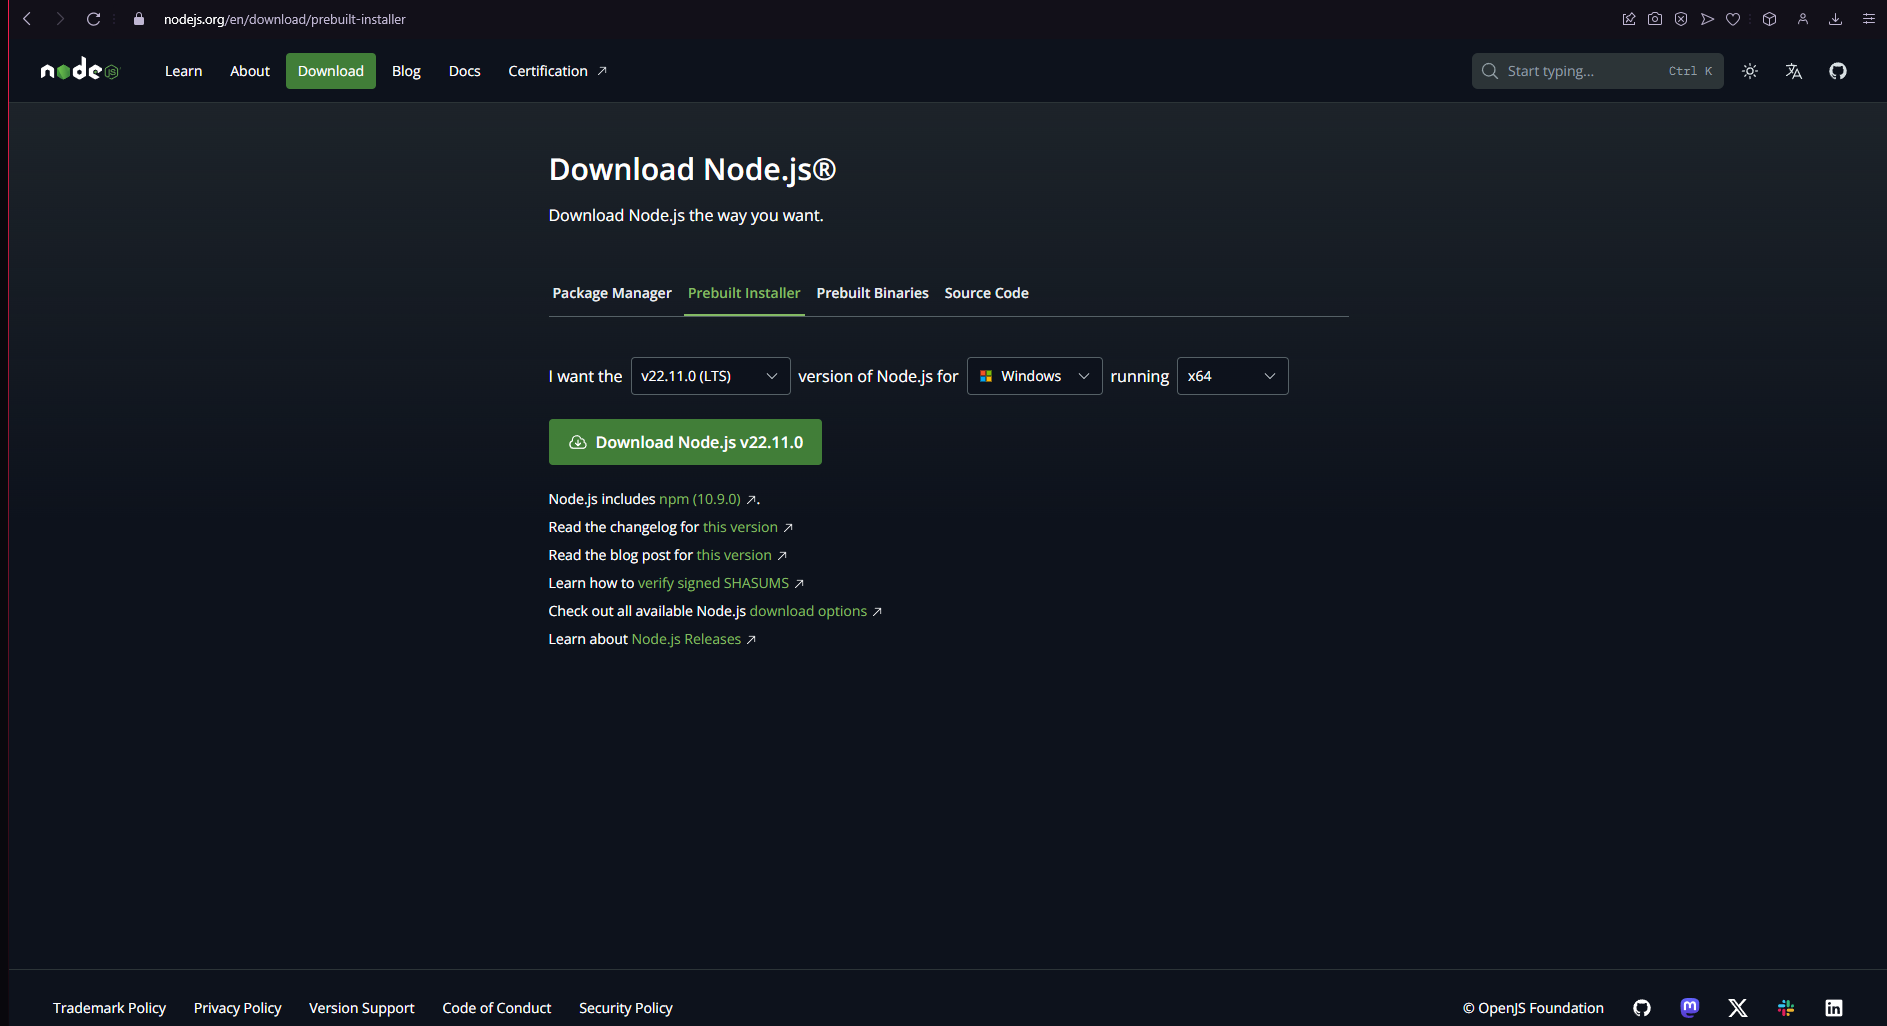 nodejs.org/en/download/prebuilt-installer
node JS Learn About Download Blog Docs Certification Start typing... Ctrl K
Download Node.js®
Download Node.js the way you want.
Package Manager Prebuilt Installer Prebuilt Binaries Source Code
I want the v22.11.0 (LTS) version of Node.js for Windows running x64
Download Node.js v22.11.0
Node.js includes npm (10.9.0) .
Read the changelog for this version
Read the blog post for this version
Learn how to verify signed SHASUMS
Check out all available Node.js download options
Learn about Node.js Releases
Trademark Policy Privacy Policy Version Support Code of Conduct Security Policy © OpenJS Foundation